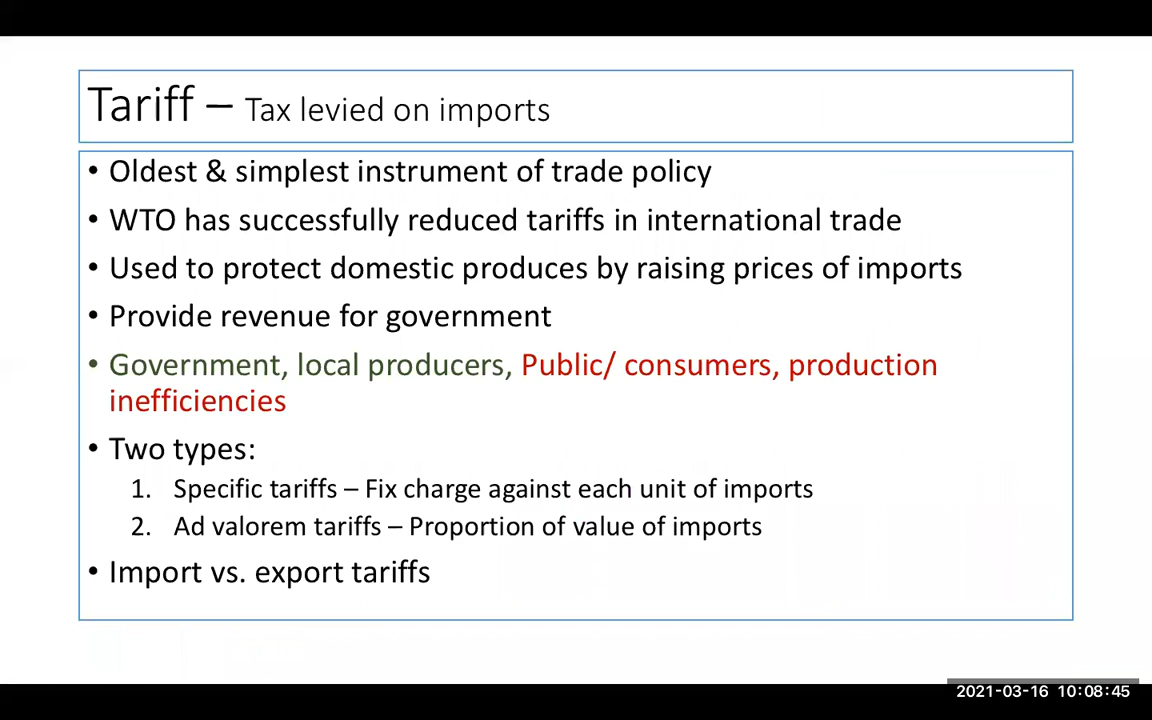 Tariff – Tax levied on imports
• Oldest & simplest instrument of trade policy
• WTO has successfully reduced tariffs in international trade
• Used to protect domestic produces by raising prices of imports
• Provide revenue for government
• Government, local producers, Public/ consumers, production
inefficiencies
• Two types:
1. Specific tariffs – Fix charge against each unit of imports
2. Ad valorem tariffs – Proportion of value of imports
• Import vs. export tariffs
2021-03-16 10:08:45